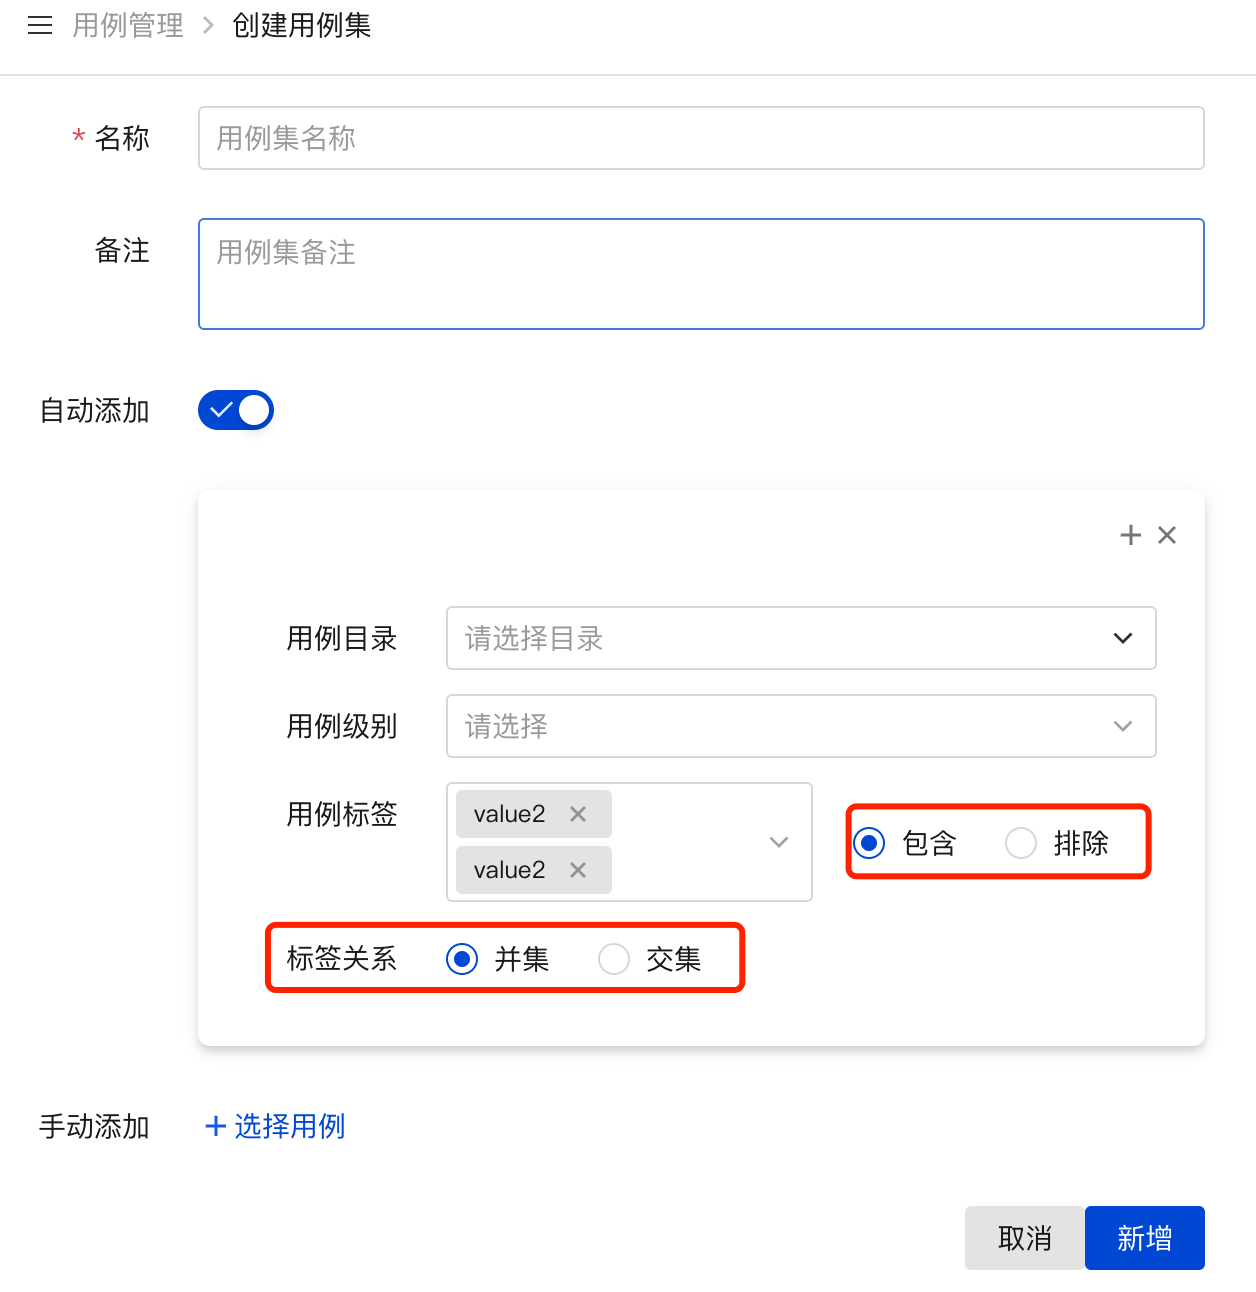 用例管理 > 创建用例集
* 名称 用例集名称
备注 用例集备注
自动添加
用例目录 请选择目录
用例级别 请选择
用例标签 value2
value2
包含 排除
标签关系 并集 交集
手动添加 + 选择用例
取消 新增